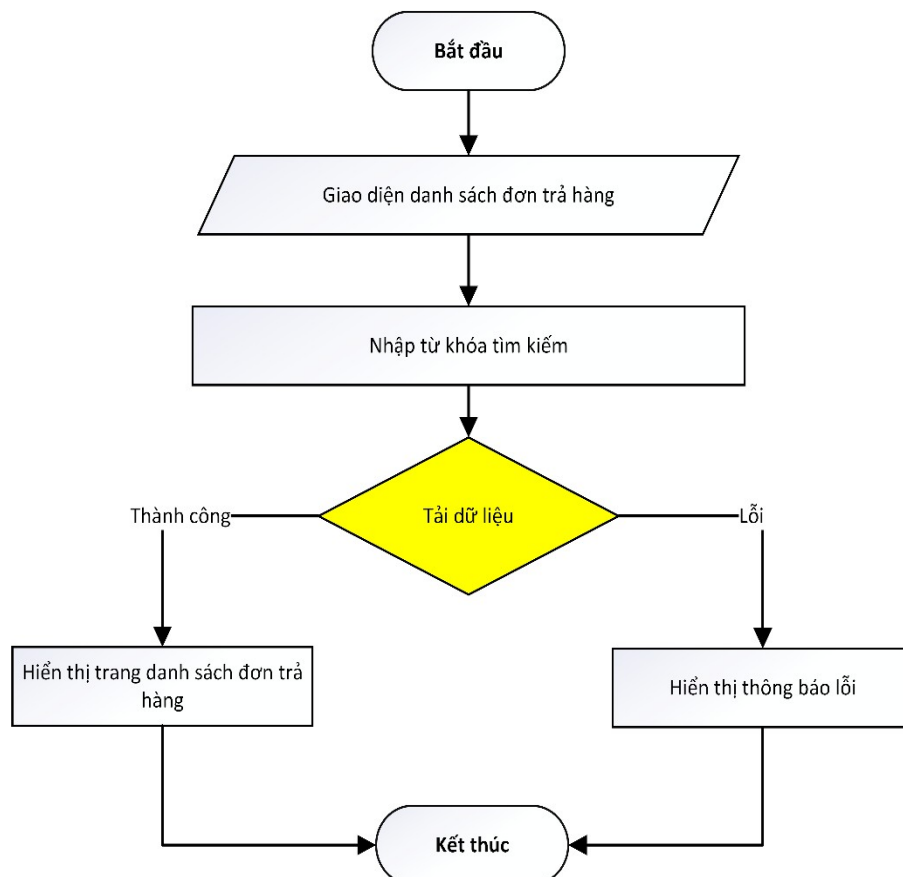 Bắt đầu
Giao diện danh sách đơn trả hàng
Nhập từ khóa tìm kiếm
Tải dữ liệu
Thành công
Lỗi
Hiển thị trang danh sách đơn trả
hàng
Hiển thị thông báo lỗi
Kết thúc